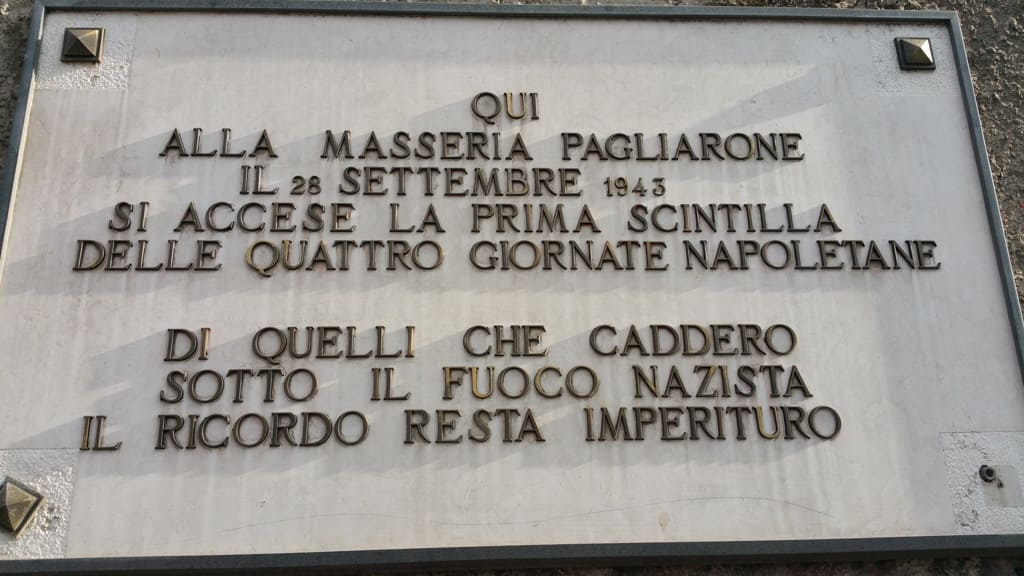 QUI
ALLA MASSERIA PAGLIARONE
IL 28 SETTEMBRE 1943
SI ACCESE LA PRIMA SCINTILLA
DELLE QUATTRO GIORNATE NAPOLETANE
DI QUELLI CHE CADDERO
SOTTO IL FUOCO NAZISTA
IL RICORDO RESTA IMPERITURO